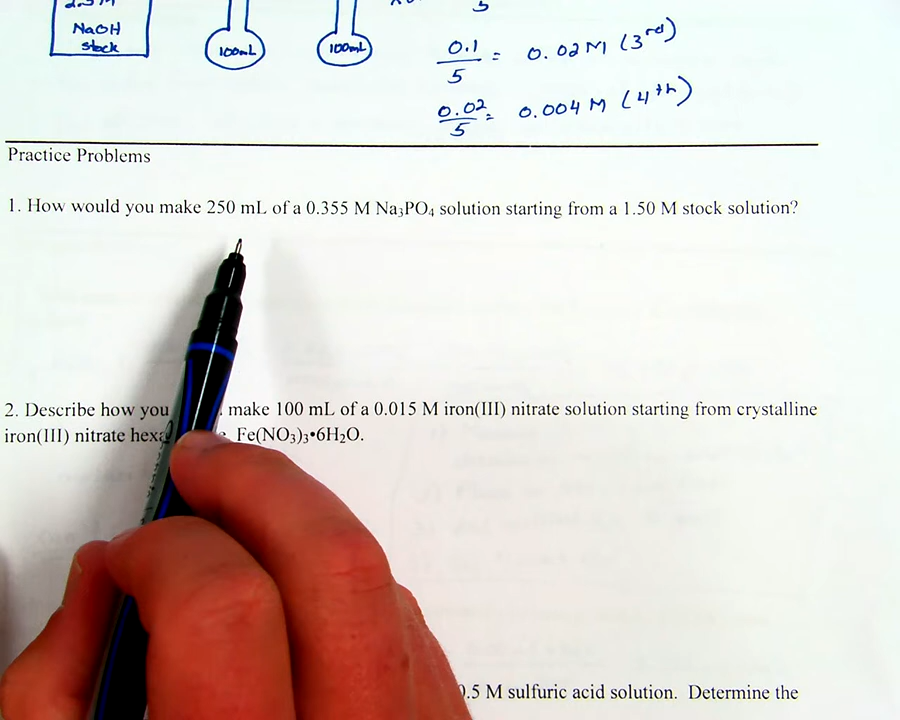 NaOH
stock
100mL
100mL
5
0.1/5 = 0.02M (3rd)
0.02/5 = 0.004 M (4th)
Practice Problems
1. How would you make 250 mL of a 0.355 M Na₃PO₄ solution starting from a 1.50 M stock solution?
2. Describe how you make 100 mL of a 0.015 M iron(III) nitrate solution starting from crystalline
iron(III) nitrate Fe(NO₃)₃•6H₂O.
.5 M sulfuric acid solution. Determine the